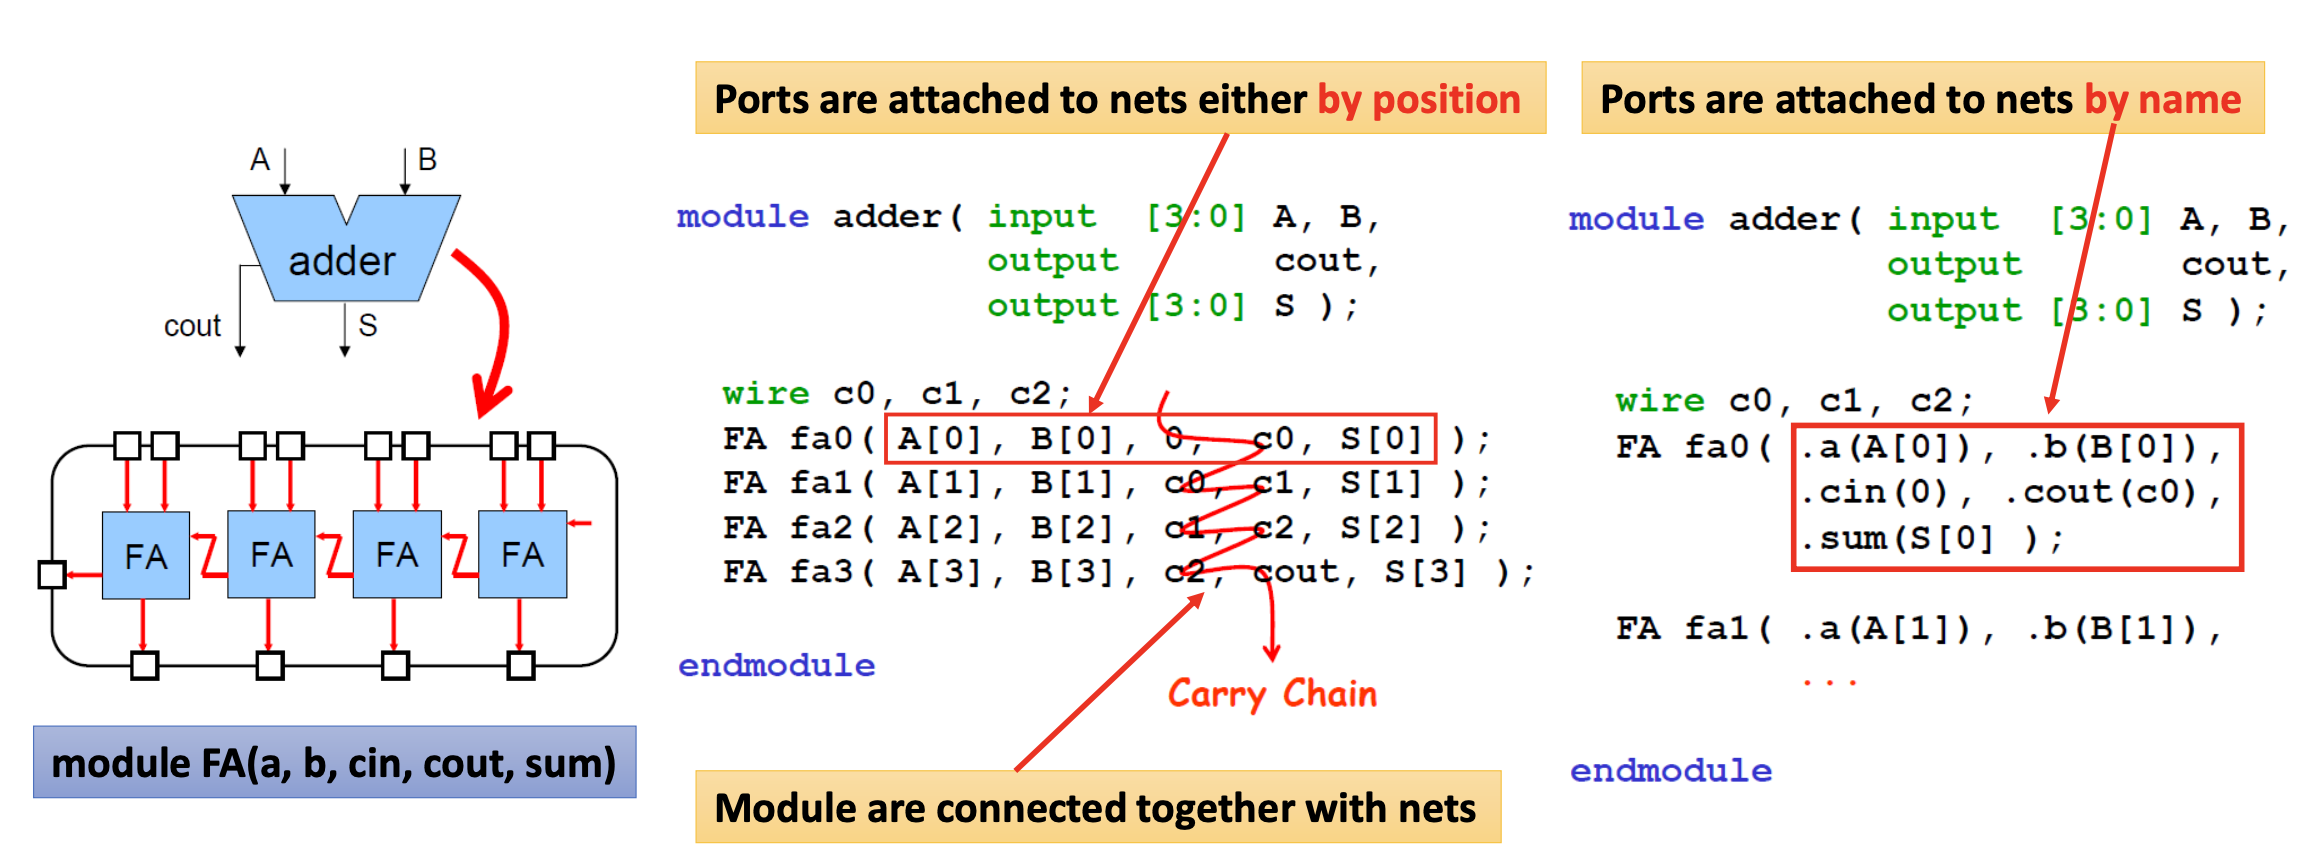 A
B
adder
cout
S
FA
FA
FA
FA
module FA(a, b, cin, cout, sum)
Ports are attached to nets either by position
module adder( input [3:0] A, B,
output cout,
output [3:0] S );
wire c0, c1, c2;
FA fa0( A[0], B[0], 0, c0, S[0] );
FA fa1( A[1], B[1], c0, c1, S[1] );
FA fa2( A[2], B[2], c1, c2, S[2] );
FA fa3( A[3], B[3], c2, cout, S[3] );
endmodule
Carry Chain
Module are connected together with nets
Ports are attached to nets by name
module adder( input [3:0] A, B,
output cout,
output [3:0] S );
wire c0, c1, c2;
FA fa0( .a(A[0]), .b(B[0]),
.cin(0), .cout(c0),
.sum(S[0] );
FA fa1( .a(A[1]), .b(B[1]),
...
endmodule